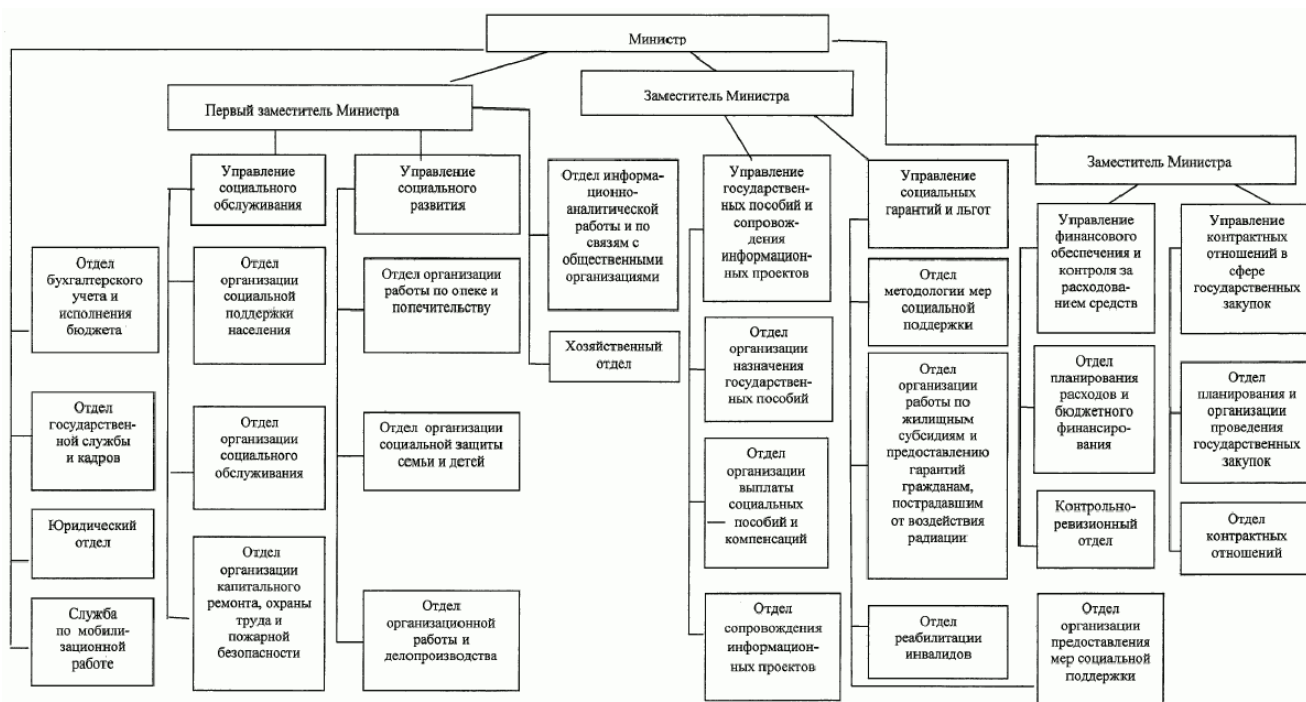 Министр
Первый заместитель Министра
Заместитель Министра
Заместитель Министра
Отдел
бухгалтерского
учета и
исполнения
бюджета
Отдел
государствен-
ной службы
и кадров
Юридический
отдел
Служба
по мобили-
зационной
работе
Управление
социального
обслуживания
Отдел
организации
социальной
поддержки
населения
Отдел
организации
социального
обслуживания
Отдел
организации
капитального
ремонта, охраны
труда и
пожарной
безопасности
Управление
социального
развития
Отдел организации
работы по опеке и
попечительству
Отдел организации
социальной защиты
семьи и детей
Отдел
организационной
работы и
делопроизводства
Отдел информа-
ционно-
аналитической
работы и по
связям с
общественными
организациями
Хозяйственный
отдел
Управление
государствен-
ных пособий и
сопровож-
дения
информацион-
ных проектов
Отдел
организации
назначения
государствен-
ных пособий
Отдел
организации
выплаты
социальных
пособий и
компенсаций
Отдел
сопровождения
информацион-
ных проектов
Управление
социальных
гарантий и льгот
Отдел
методологии мер
социальной
поддержки
Отдел
организации
работы по
жилищным
субсидиям и
предоставлению
гарантий
гражданам,
пострадавшим
от воздействия
радиации
Отдел
реабилитации
инвалидов
Отдел
организации
предоставления
мер социальной
поддержки
Управление
финансового
обеспечения и
контроля за
расходова-
нием средств
Отдел
планирования
расходов и
бюджетного
финансиро-
вания
Контрольно-
ревизионный
отдел
Управление
контрактных
отношений в
сфере
государственных
закупок
Отдел
планирования и
организации
проведения
государственных
закупок
Отдел
контрактных
отношений